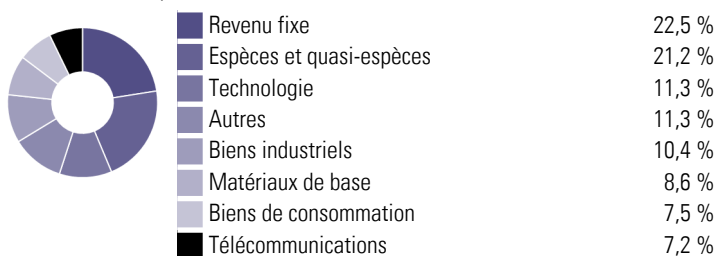 Revenu fixe 22,5 %
Espèces et quasi-espèces 21,2 %
Technologie 11,3 %
Autres 11,3 %
Biens industriels 10,4 %
Matériaux de base 8,6 %
Biens de consommation 7,5 %
Télécommunications 7,2 %